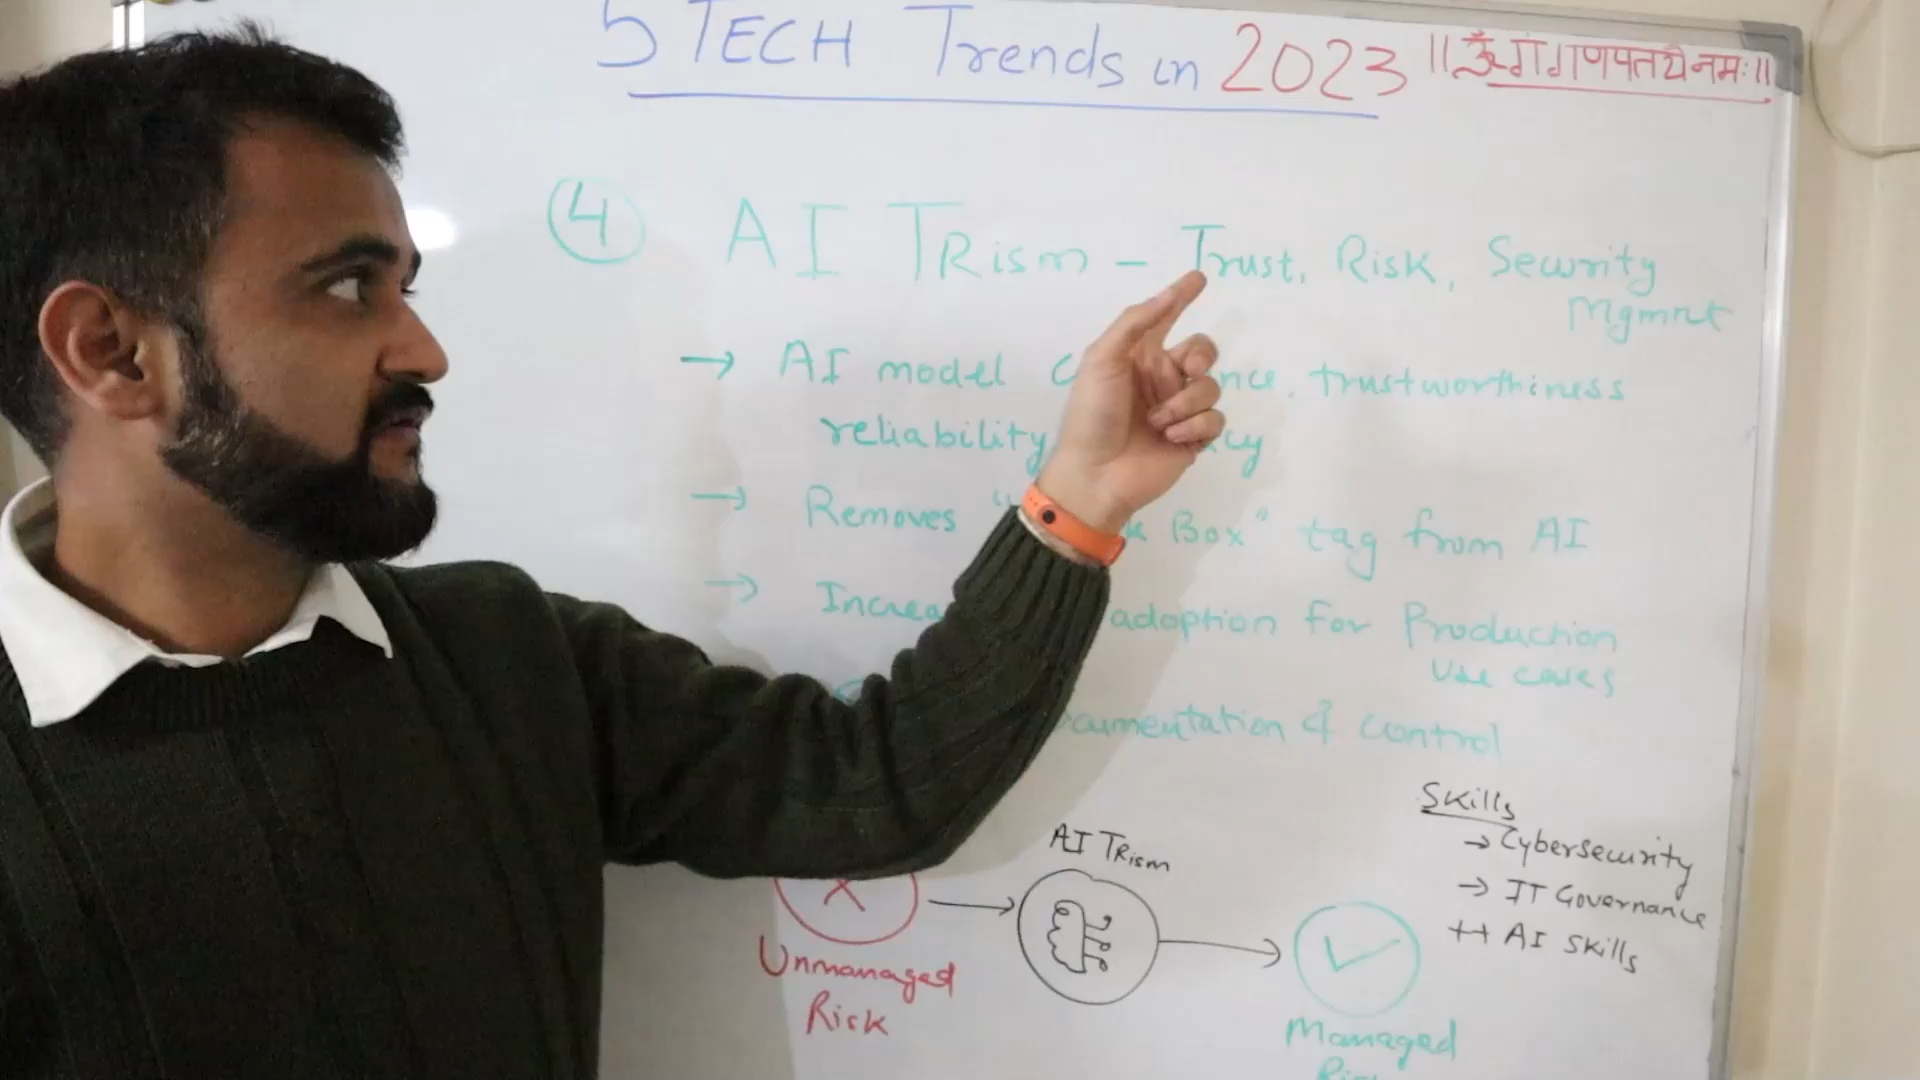 5 TECH Trends in 2023 ||ॐ गं गणपतये नमः||
4 AI TRism - Trust, Risk, Security
Mgmnt
→ AI model trustworthiness
reliability,
→ Removes Box" tag from AI
→ adoption for Production
Use cases
& control
Skills
→ Cybersecurity
→ IT Governance
++ AI Skills
AI TRism
Unmanaged
Risk
Managed